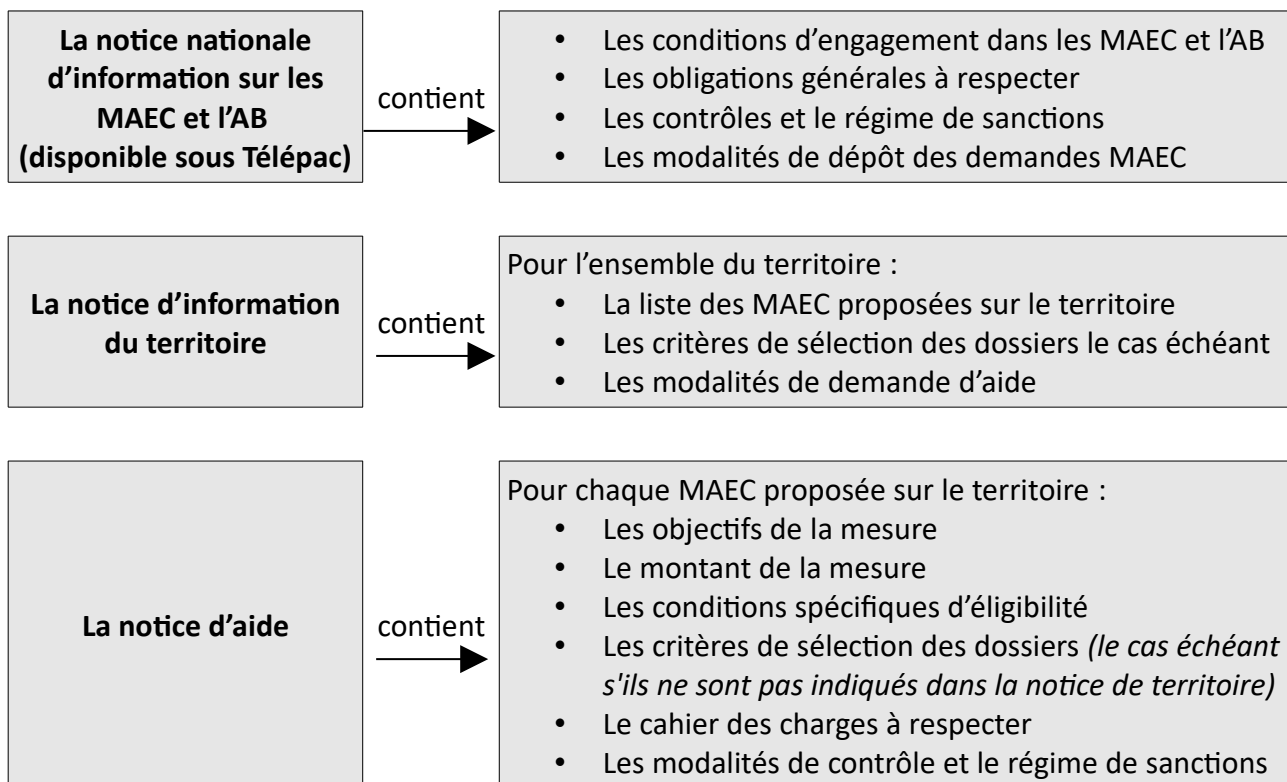 La notice nationale
d’information sur les
MAEC et l’AB
(disponible sous Télépac)
contient
• Les conditions d’engagement dans les MAEC et l’AB
• Les obligations générales à respecter
• Les contrôles et le régime de sanctions
• Les modalités de dépôt des demandes MAEC
La notice d’information
du territoire
contient
Pour l’ensemble du territoire :
• La liste des MAEC proposées sur le territoire
• Les critères de sélection des dossiers le cas échéant
• Les modalités de demande d’aide
La notice d’aide
contient
Pour chaque MAEC proposée sur le territoire :
• Les objectifs de la mesure
• Le montant de la mesure
• Les conditions spécifiques d’éligibilité
• Les critères de sélection des dossiers (le cas échéant
s'ils ne sont pas indiqués dans la notice de territoire)
• Le cahier des charges à respecter
• Les modalités de contrôle et le régime de sanctions